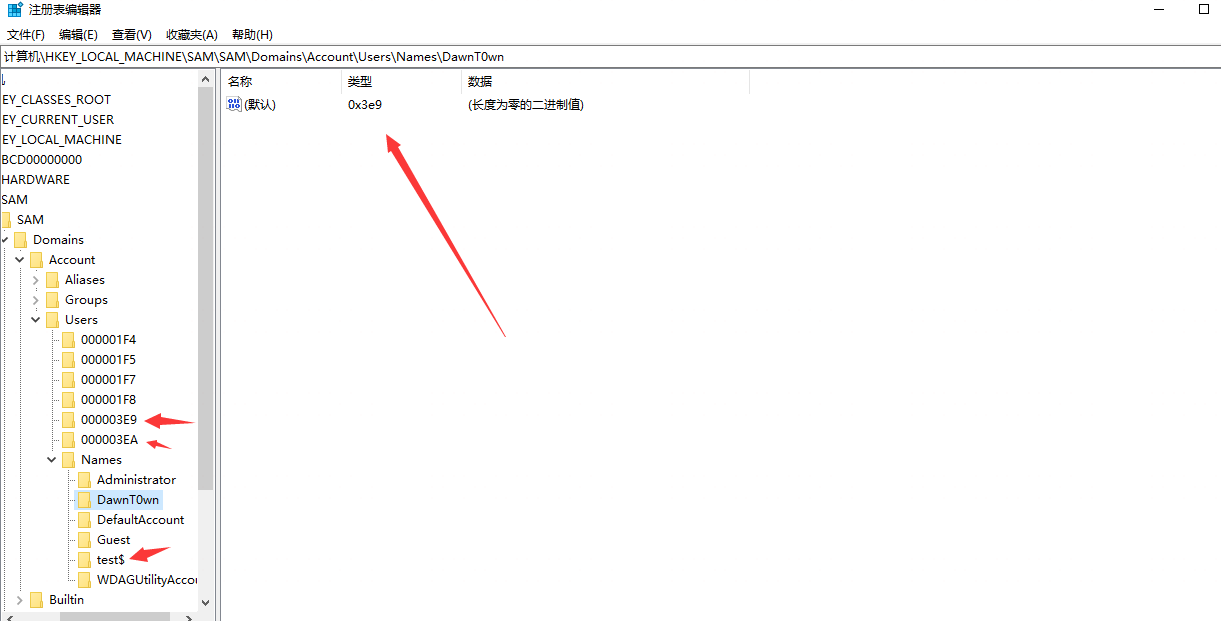 注册表编辑器
文件(F) 编辑(E) 查看(V) 收藏夹(A) 帮助(H)
计算机\HKEY_LOCAL_MACHINE\SAM\SAM\Domains\Account\Users\Names\DawnT0wn
名称 类型 数据
(默认) 0x3e9 (长度为零的二进制值)
EY_CLASSES_ROOT
EY_CURRENT_USER
EY_LOCAL_MACHINE
BCD00000000
HARDWARE
SAM
SAM
Domains
Account
Aliases
Groups
Users
000001F4
000001F5
000001F7
000001F8
000003E9
000003EA
Names
Administrator
DawnT0wn
DefaultAccount
Guest
test$
WDAGUtilityAccou
Builtin